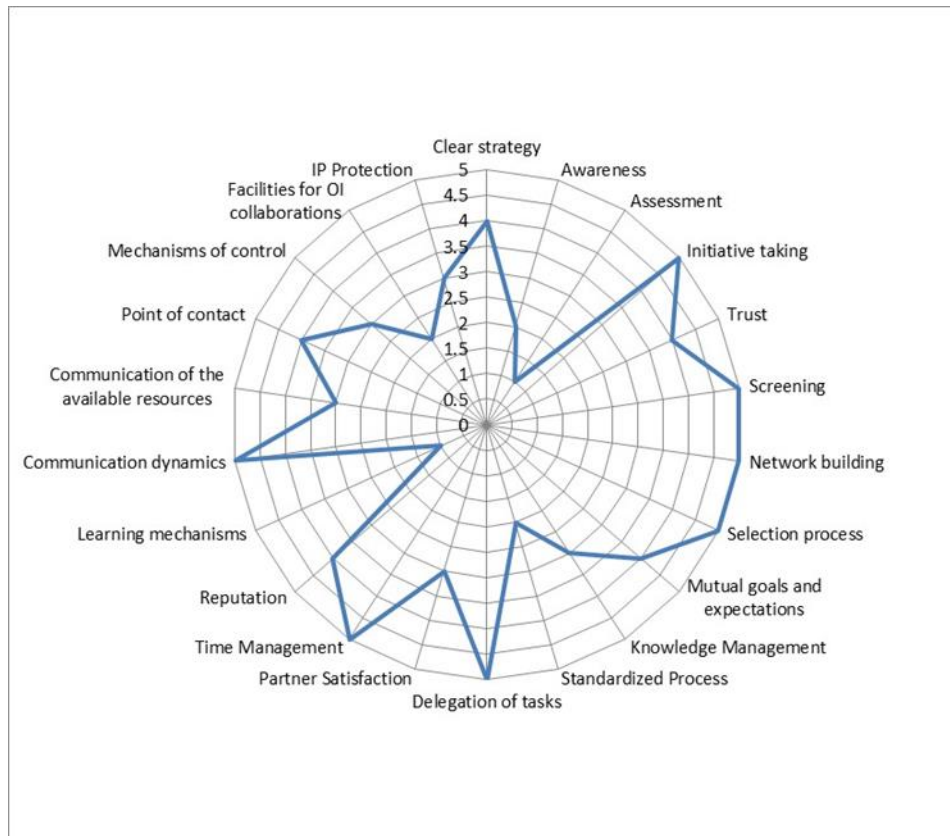 Clear strategy
IP Protection
Awareness
Facilities for OI
collaborations
Assessment
Mechanisms of control
Initiative taking
Point of contact
Trust
Communication of the
available resources
Screening
Communication dynamics
Network building
Learning mechanisms
Selection process
Reputation
Mutual goals and
expectations
Time Management
Knowledge Management
Partner Satisfaction
Standardized Process
Delegation of tasks
5
4.5
4
3.5
3
2.5
2
1.5
1
0.5
0